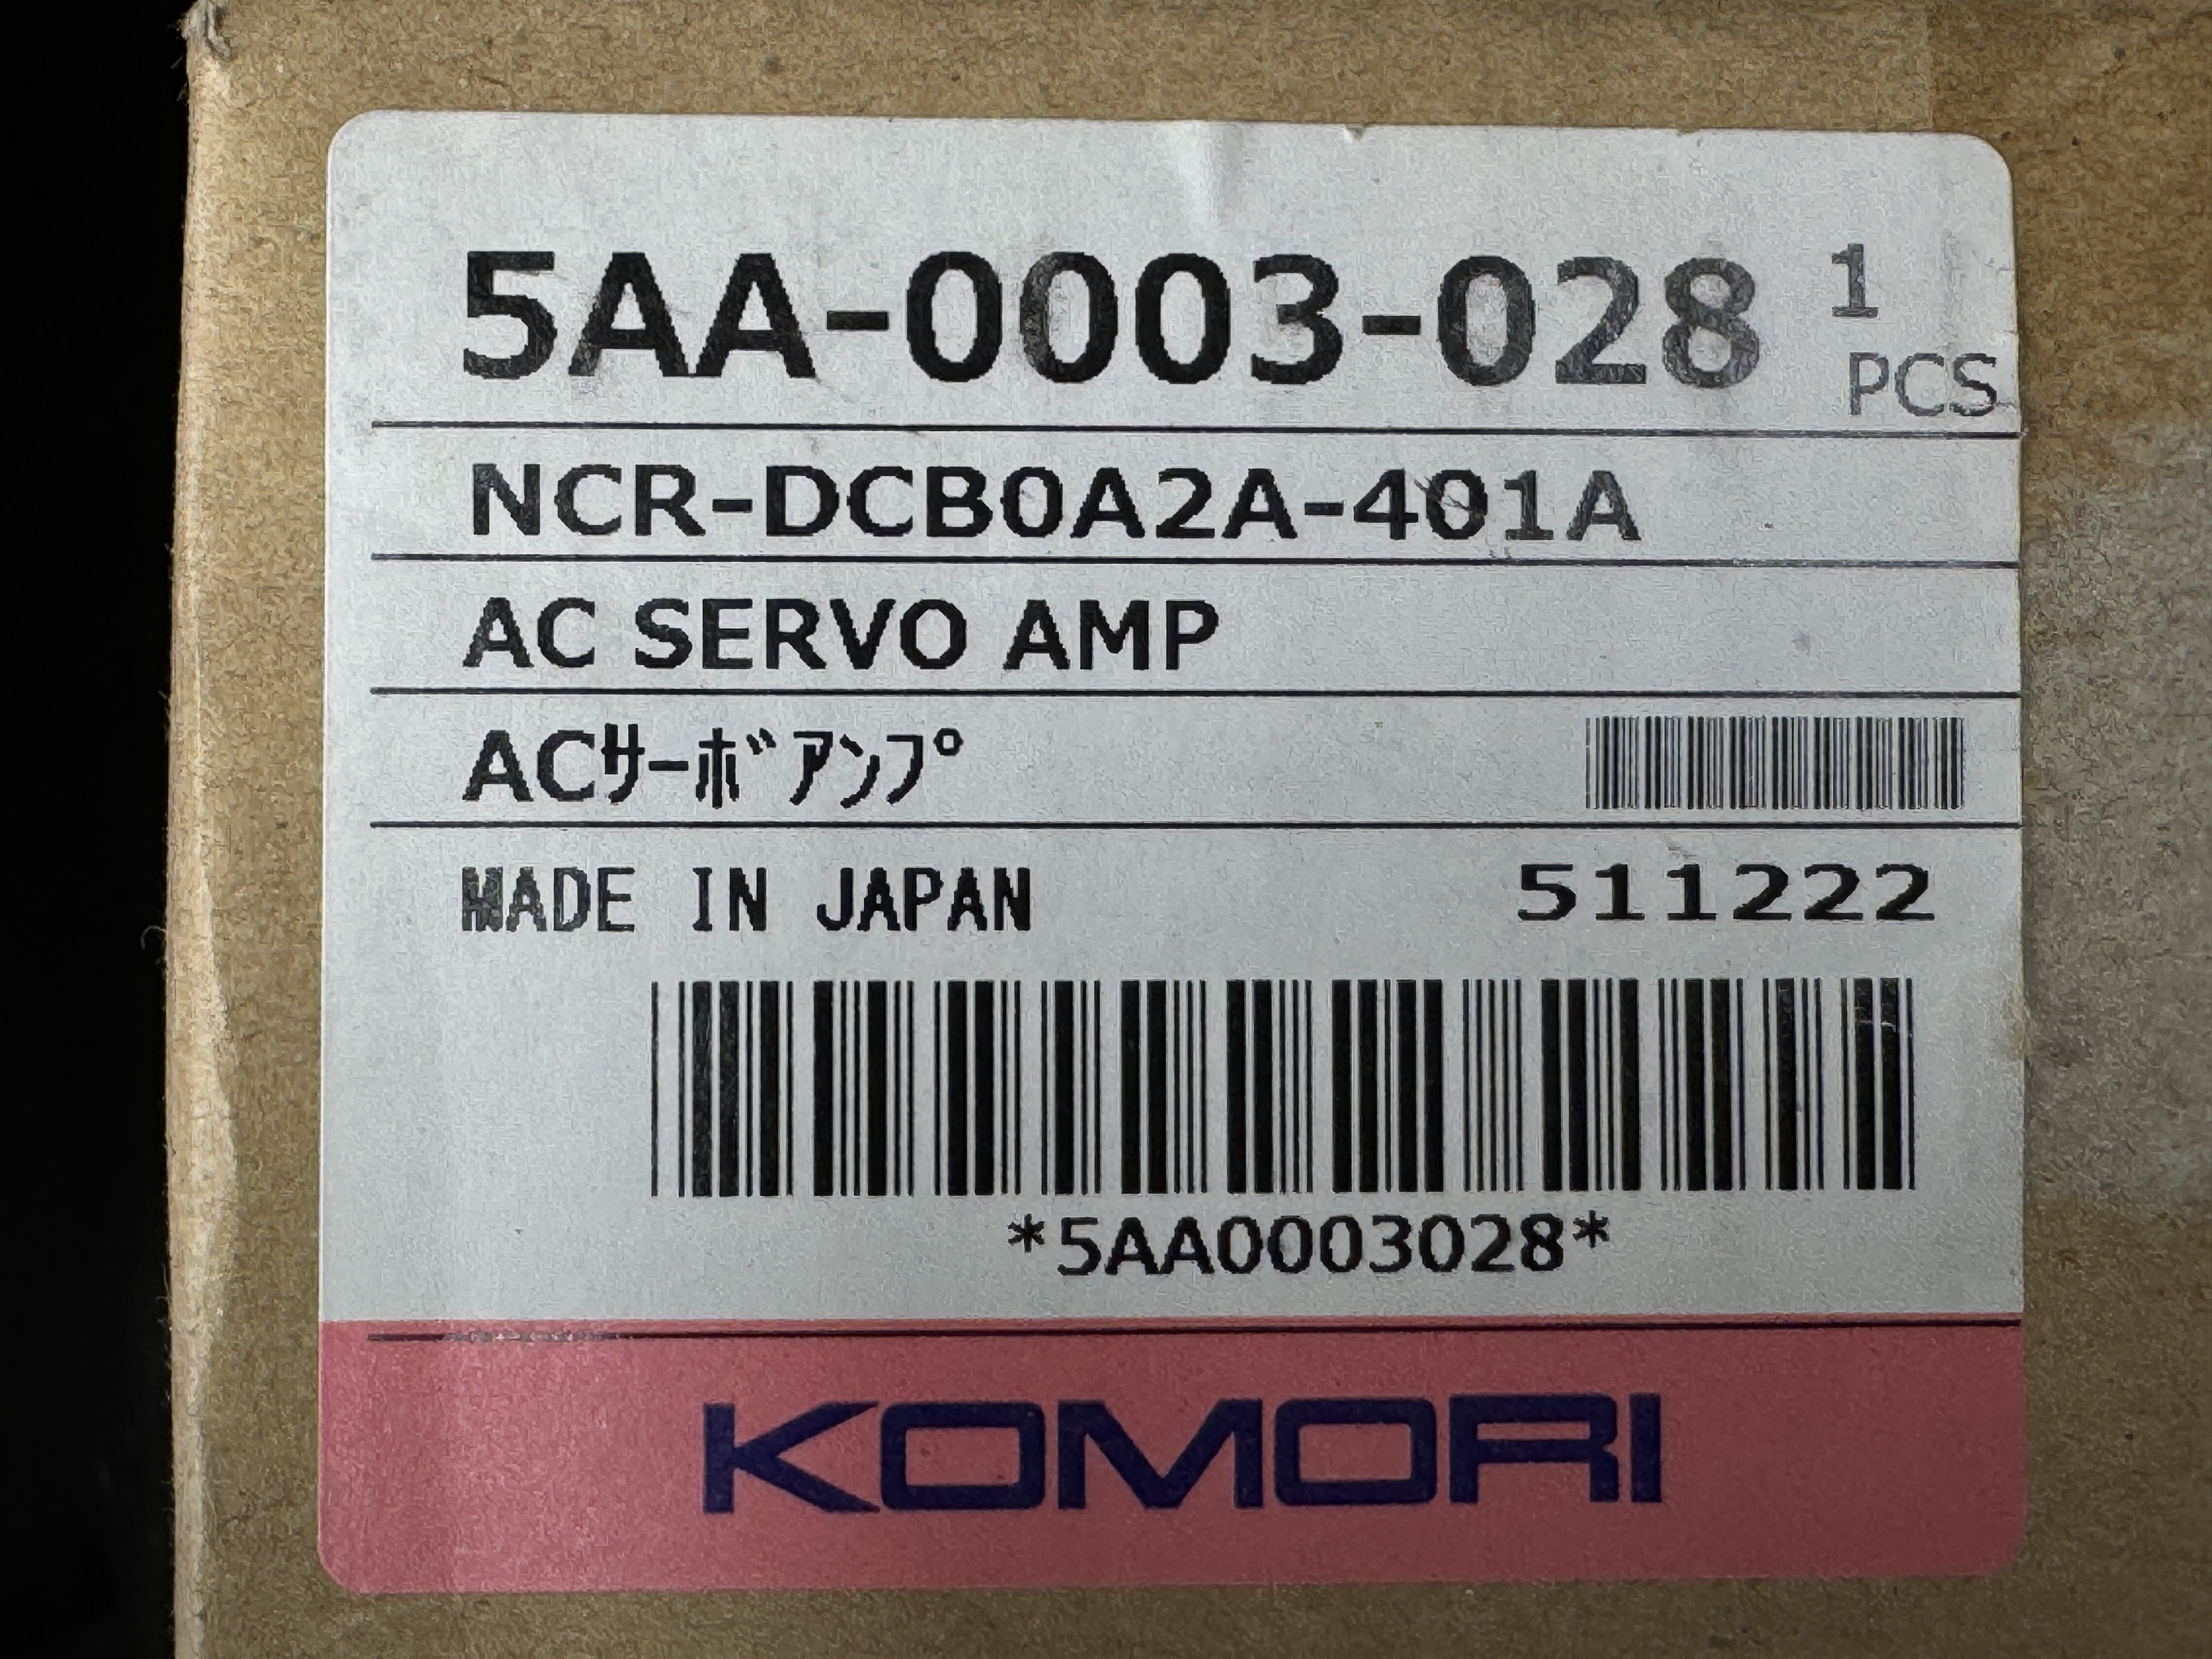 5AA-0003-028 1 PCS
NCR-DCB0A2A-401A
AC SERVO AMP
ACｻｰﾎﾞｱﾝﾌﾟ
MADE IN JAPAN 511222
*5AA0003028*
KOMORI